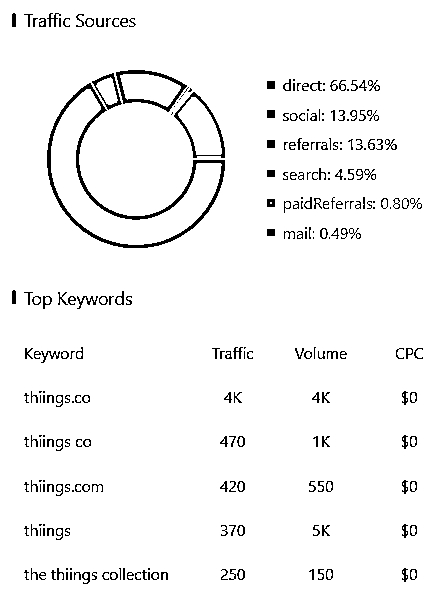 Traffic Sources
direct: 66.54%
social: 13.95%
referrals: 13.63%
search: 4.59%
paidReferrals: 0.80%
mail: 0.49%
Top Keywords
Keyword Traffic Volume CPC
thiings.co 4K 4K $0
thiings co 470 1K $0
thiings.com 420 550 $0
thiings 370 5K $0
the thiings collection 250 150 $0